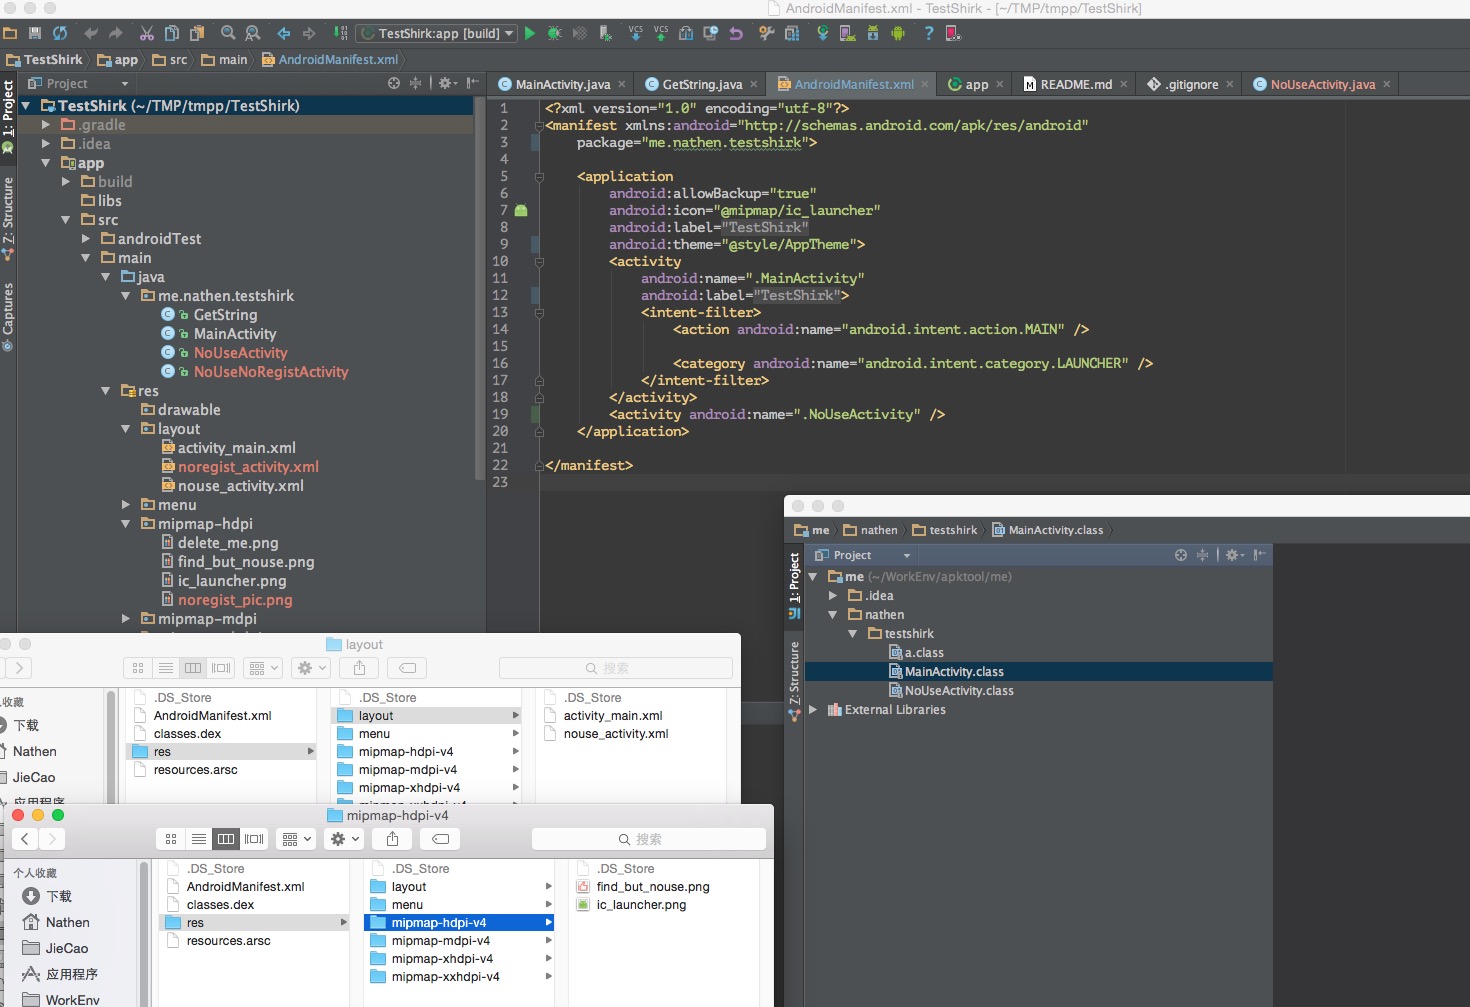 AndroidManifest.xml - TestShirk - [~/TMP/tmpp/TestShirk]
TestShirk:app [build]
TestShirk app src main AndroidManifest.xml
Project
MainActivity.java × GetString.java × AndroidManifest.xml × app × README.md × .gitignore × NoUseActivity.java ×
1: Project
Z: Structure
Captures
TestShirk (~/TMP/tmpp/TestShirk)
.gradle
.idea
app
build
libs
src
androidTest
main
java
me.nathen.testshirk
GetString
MainActivity
NoUseActivity
NoUseNoRegistActivity
res
drawable
layout
activity_main.xml
noregist_activity.xml
nouse_activity.xml
menu
mipmap-hdpi
delete_me.png
find_but_nouse.png
ic_launcher.png
noregist_pic.png
mipmap-mdpi
1 <?xml version="1.0" encoding="utf-8"?>
2 <manifest xmlns:android="http://schemas.android.com/apk/res/android"
3 package="me.nathen.testshirk">
4
5 <application
6 android:allowBackup="true"
7 android:icon="@mipmap/ic_launcher"
8 android:label="TestShirk"
9 android:theme="@style/AppTheme">
10 <activity
11 android:name=".MainActivity"
12 android:label="TestShirk">
13 <intent-filter>
14 <action android:name="android.intent.action.MAIN" />
15
16 <category android:name="android.intent.category.LAUNCHER" />
17 </intent-filter>
18 </activity>
19 <activity android:name=".NoUseActivity" />
20 </application>
21
22 </manifest>
23
me nathen testshirk MainActivity.class
Project
1: Project
Z: Structure
me (~/WorkEnv/apktool/me)
.idea
nathen
testshirk
a.class
MainActivity.class
NoUseActivity.class
External Libraries
layout
搜索
收藏
下载
Nathen
JieCao
应用程序
.DS_Store
AndroidManifest.xml
classes.dex
res
resources.arsc
.DS_Store
layout
menu
mipmap-hdpi-v4
mipmap-mdpi-v4
mipmap-xhdpi-v4
mipmap-xxhdpi-v4
.DS_Store
activity_main.xml
nouse_activity.xml
mipmap-hdpi-v4
搜索
个人收藏
下载
Nathen
JieCao
应用程序
WorkEnv
.DS_Store
AndroidManifest.xml
classes.dex
res
resources.arsc
.DS_Store
layout
menu
mipmap-hdpi-v4
mipmap-mdpi-v4
mipmap-xhdpi-v4
mipmap-xxhdpi-v4
.DS_Store
find_but_nouse.png
ic_launcher.png